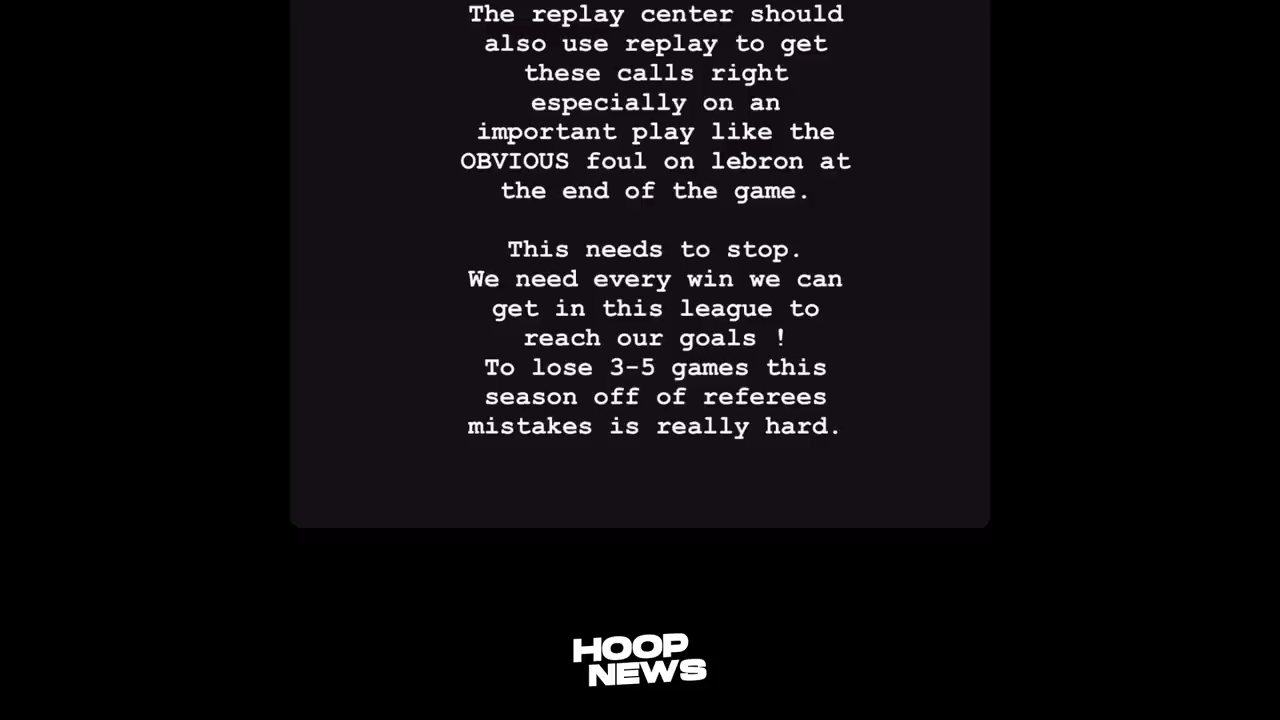 The replay center should
also use replay to get
these calls right
especially on an
important play like the
OBVIOUS foul on lebron at
the end of the game.
This needs to stop.
We need every win we can
get in this league to
reach our goals !
To lose 3-5 games this
season off of referees
mistakes is really hard.
HOOP
NEWS